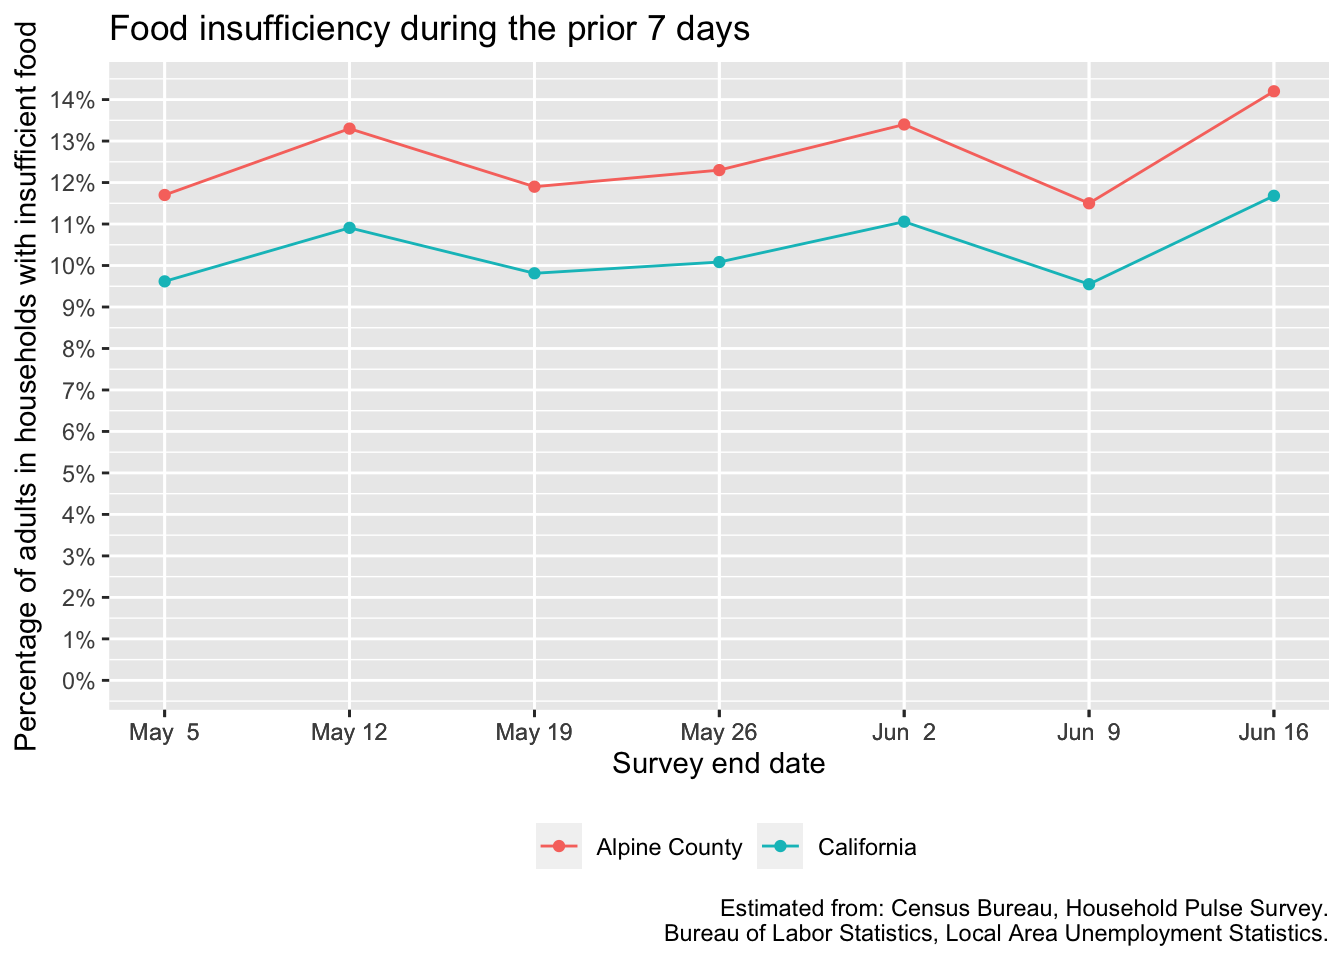 Food insufficiency during the prior 7 days
Percentage of adults in households with insufficient food
14%
13%
12%
11%
10%
9%
8%
7%
6%
5%
4%
3%
2%
1%
0%
May 5 May 12 May 19 May 26 Jun 2 Jun 9 Jun 16
Survey end date
Alpine County California
Estimated from: Census Bureau, Household Pulse Survey.
Bureau of Labor Statistics, Local Area Unemployment Statistics.